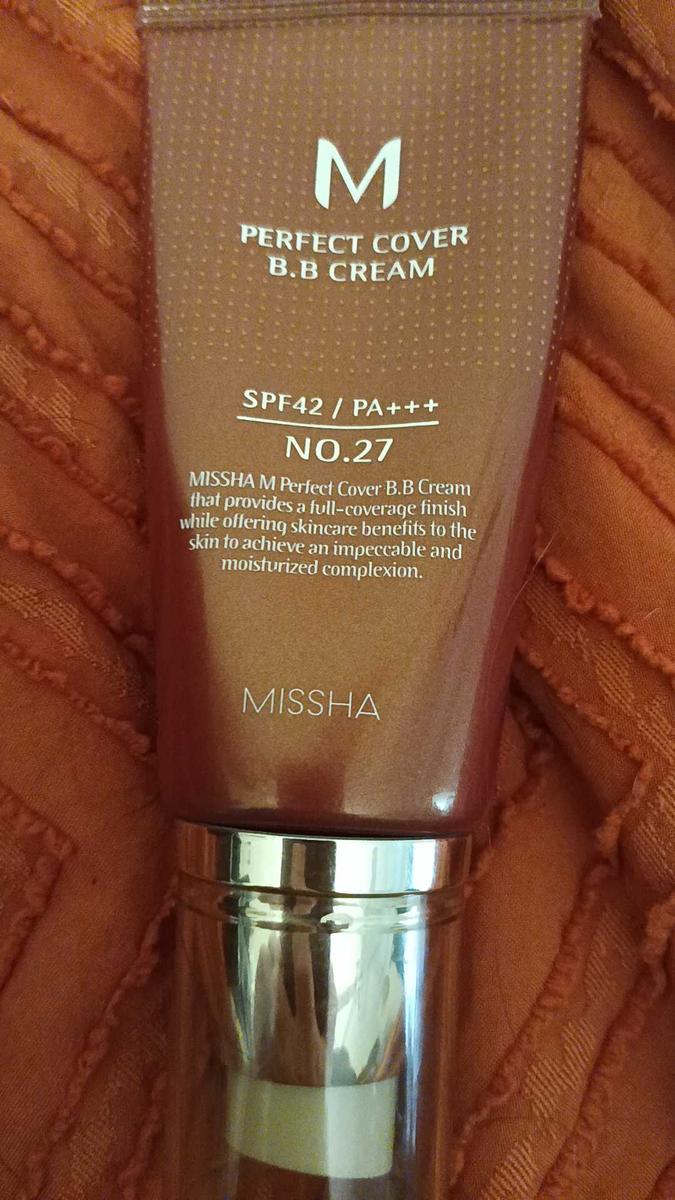 M
PERFECT COVER
B.B CREAM
SPF42 / PA+++
NO.27
MISSHA M Perfect Cover B.B Cream
that provides a full-coverage finish
while offering skincare benefits to the
skin to achieve an impeccable and
moisturized complexion.
MISSHA